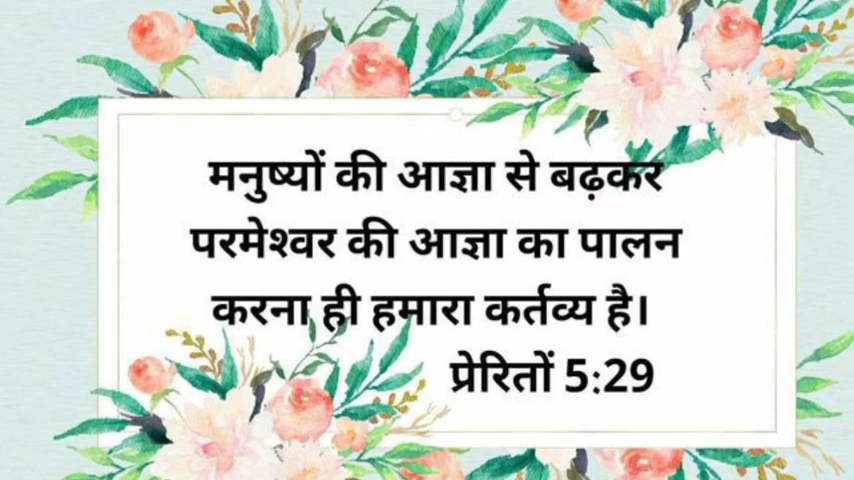 मनुष्यों की आज्ञा से बढ़कर
परमेश्वर की आज्ञा का पालन
करना ही हमारा कर्तव्य है।
प्रेरितों 5:29